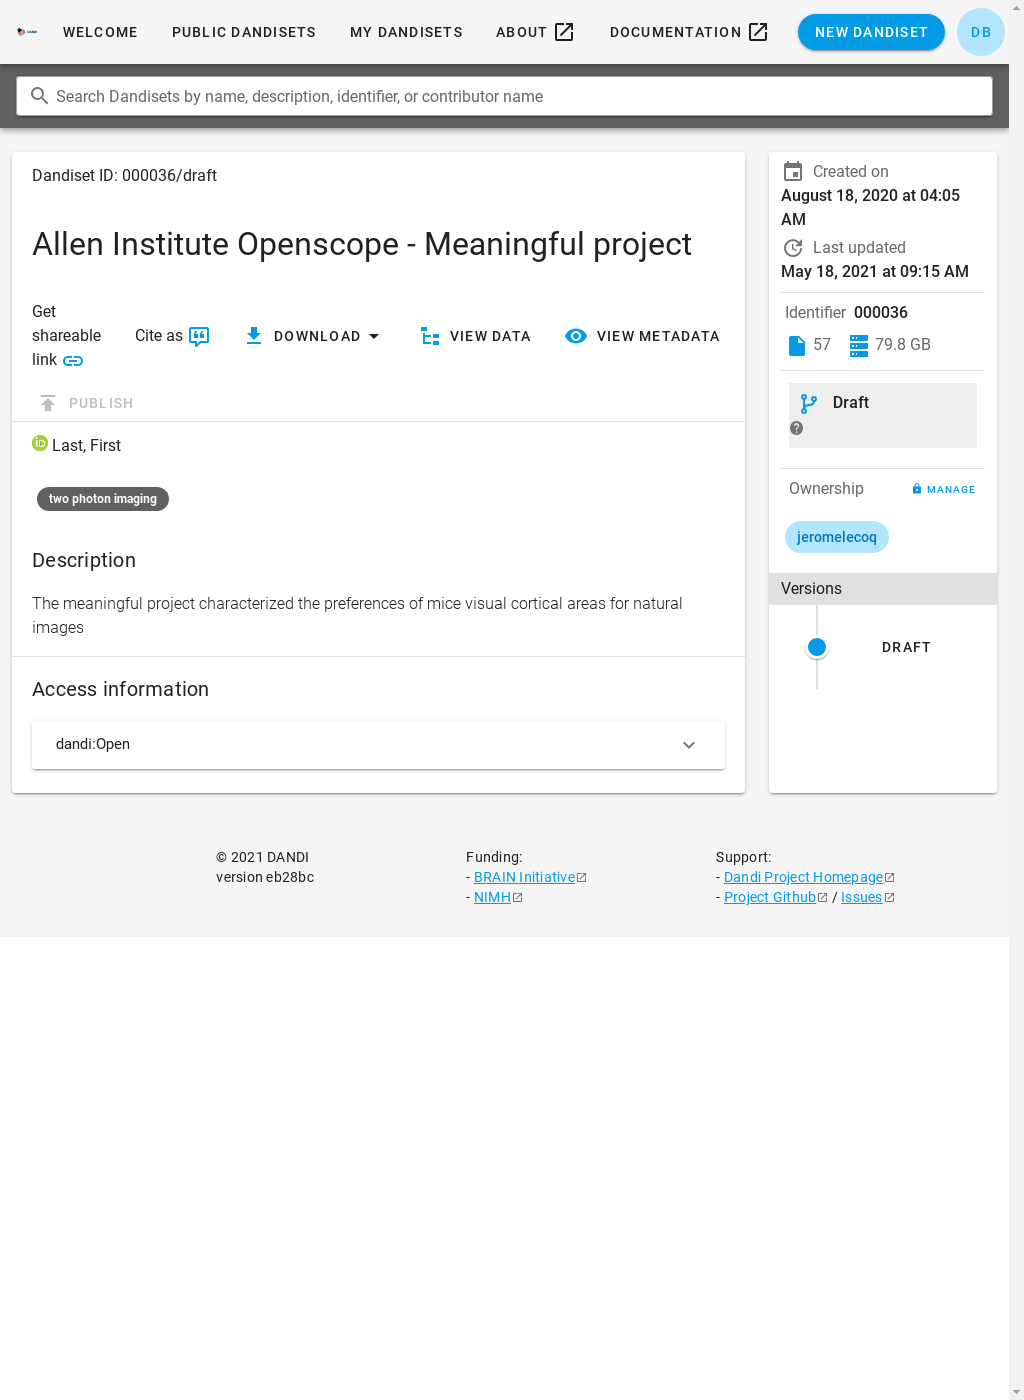 WELCOME PUBLIC DANDISETS MY DANDISETS ABOUT DOCUMENTATION NEW DANDISET DB
Search Dandisets by name, description, identifier, or contributor name
Dandiset ID: 000036/draft
Allen Institute Openscope - Meaningful project
Get
shareable
link
Cite as
DOWNLOAD
VIEW DATA
VIEW METADATA
PUBLISH
iD Last, First
two photon imaging
Description
The meaningful project characterized the preferences of mice visual cortical areas for natural
images
Access information
dandi:Open
Created on
August 18, 2020 at 04:05
AM
Last updated
May 18, 2021 at 09:15 AM
Identifier 000036
57 79.8 GB
Draft
Ownership MANAGE
jeromelecoq
Versions
DRAFT
© 2021 DANDI
version eb28bc
Funding:
- BRAIN Initiative
- NIMH
Support:
- Dandi Project Homepage
- Project Github / Issues